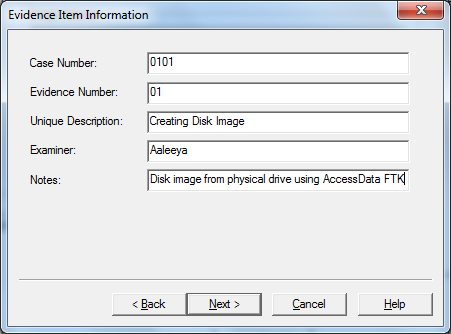 Evidence Item Information
Case Number: 0101
Evidence Number: 01
Unique Description: Creating Disk Image
Examiner: Aaleeya
Notes: Disk image from physical drive using AccessData FTK
< Back Next > Cancel Help